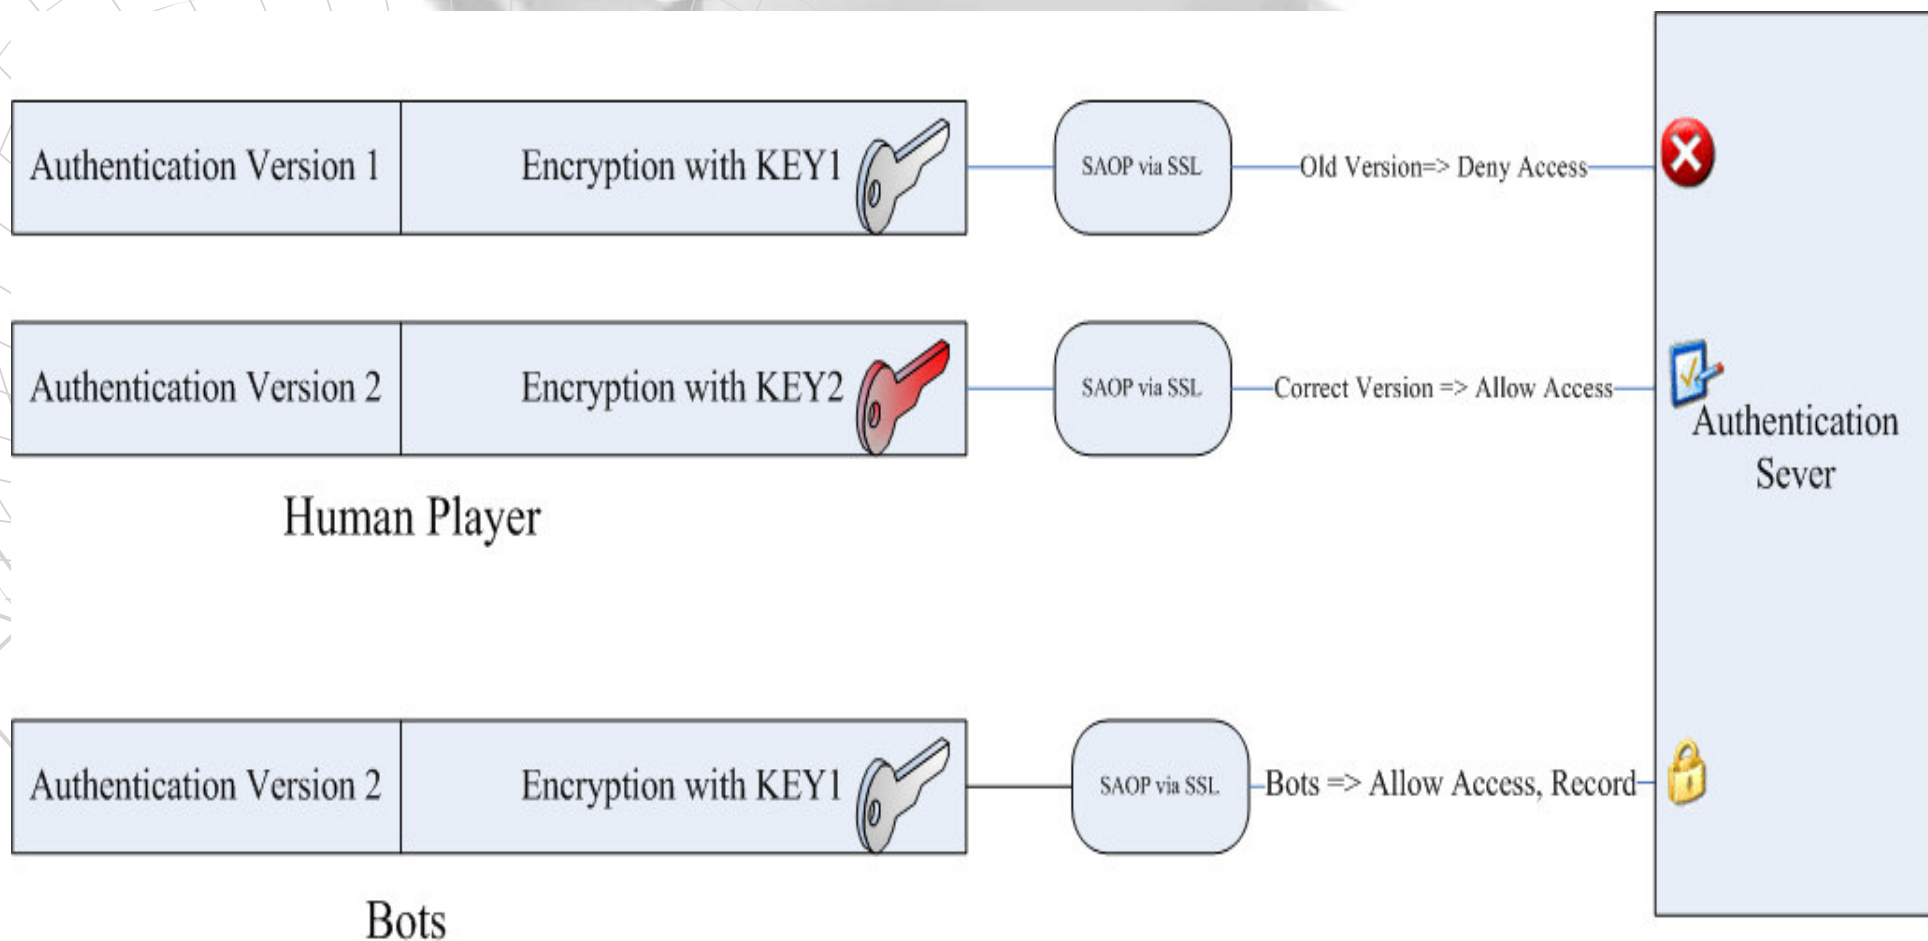 Authentication Version 1
Encryption with KEY1
SAOP via SSL
Old Version=> Deny Access
Authentication Version 2
Encryption with KEY2
SAOP via SSL
Correct Version => Allow Access
Authentication
Sever
Human Player
Authentication Version 2
Encryption with KEY1
SAOP via SSL
Bots => Allow Access, Record
Bots